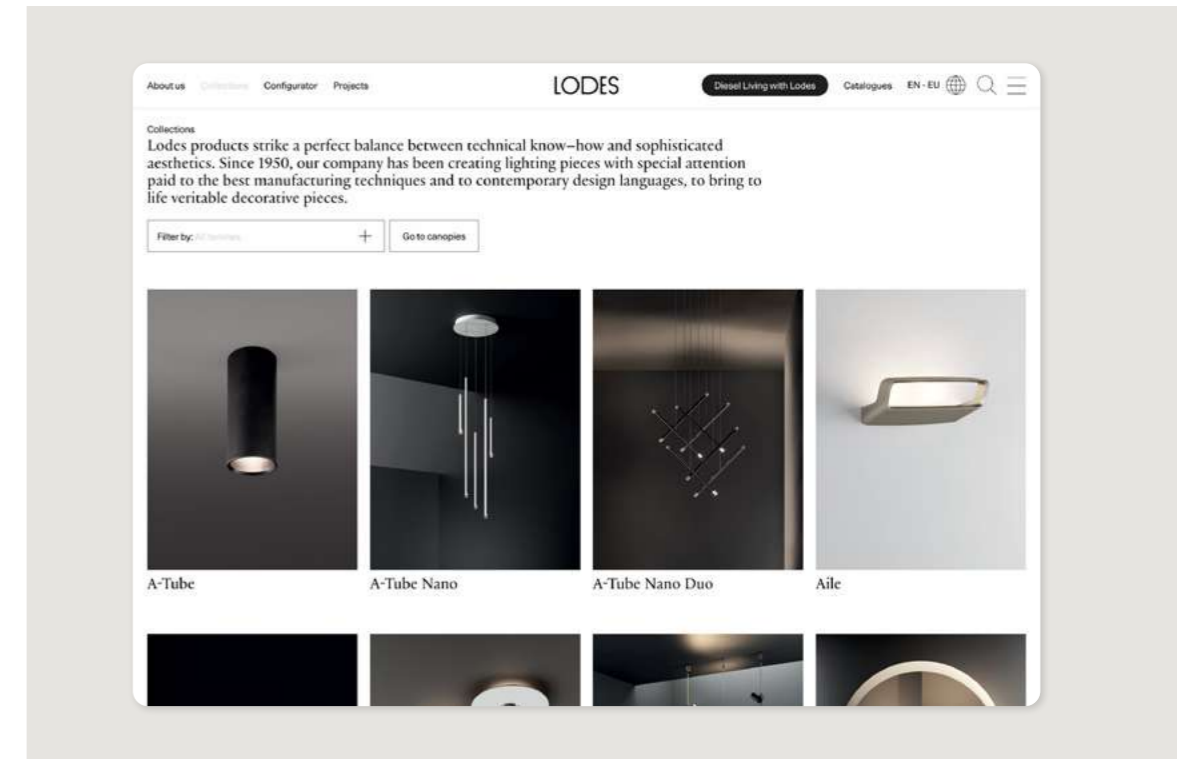 About us Collections Configurator Projects LODES Diesel Living with Lodes Catalogues EN - EU
Collections
Lodes products strike a perfect balance between technical know–how and sophisticated
aesthetics. Since 1950, our company has been creating lighting pieces with special attention
paid to the best manufacturing techniques and to contemporary design languages, to bring to
life veritable decorative pieces.
Filter by: Go to canopies
A-Tube A-Tube Nano A-Tube Nano Duo Aile